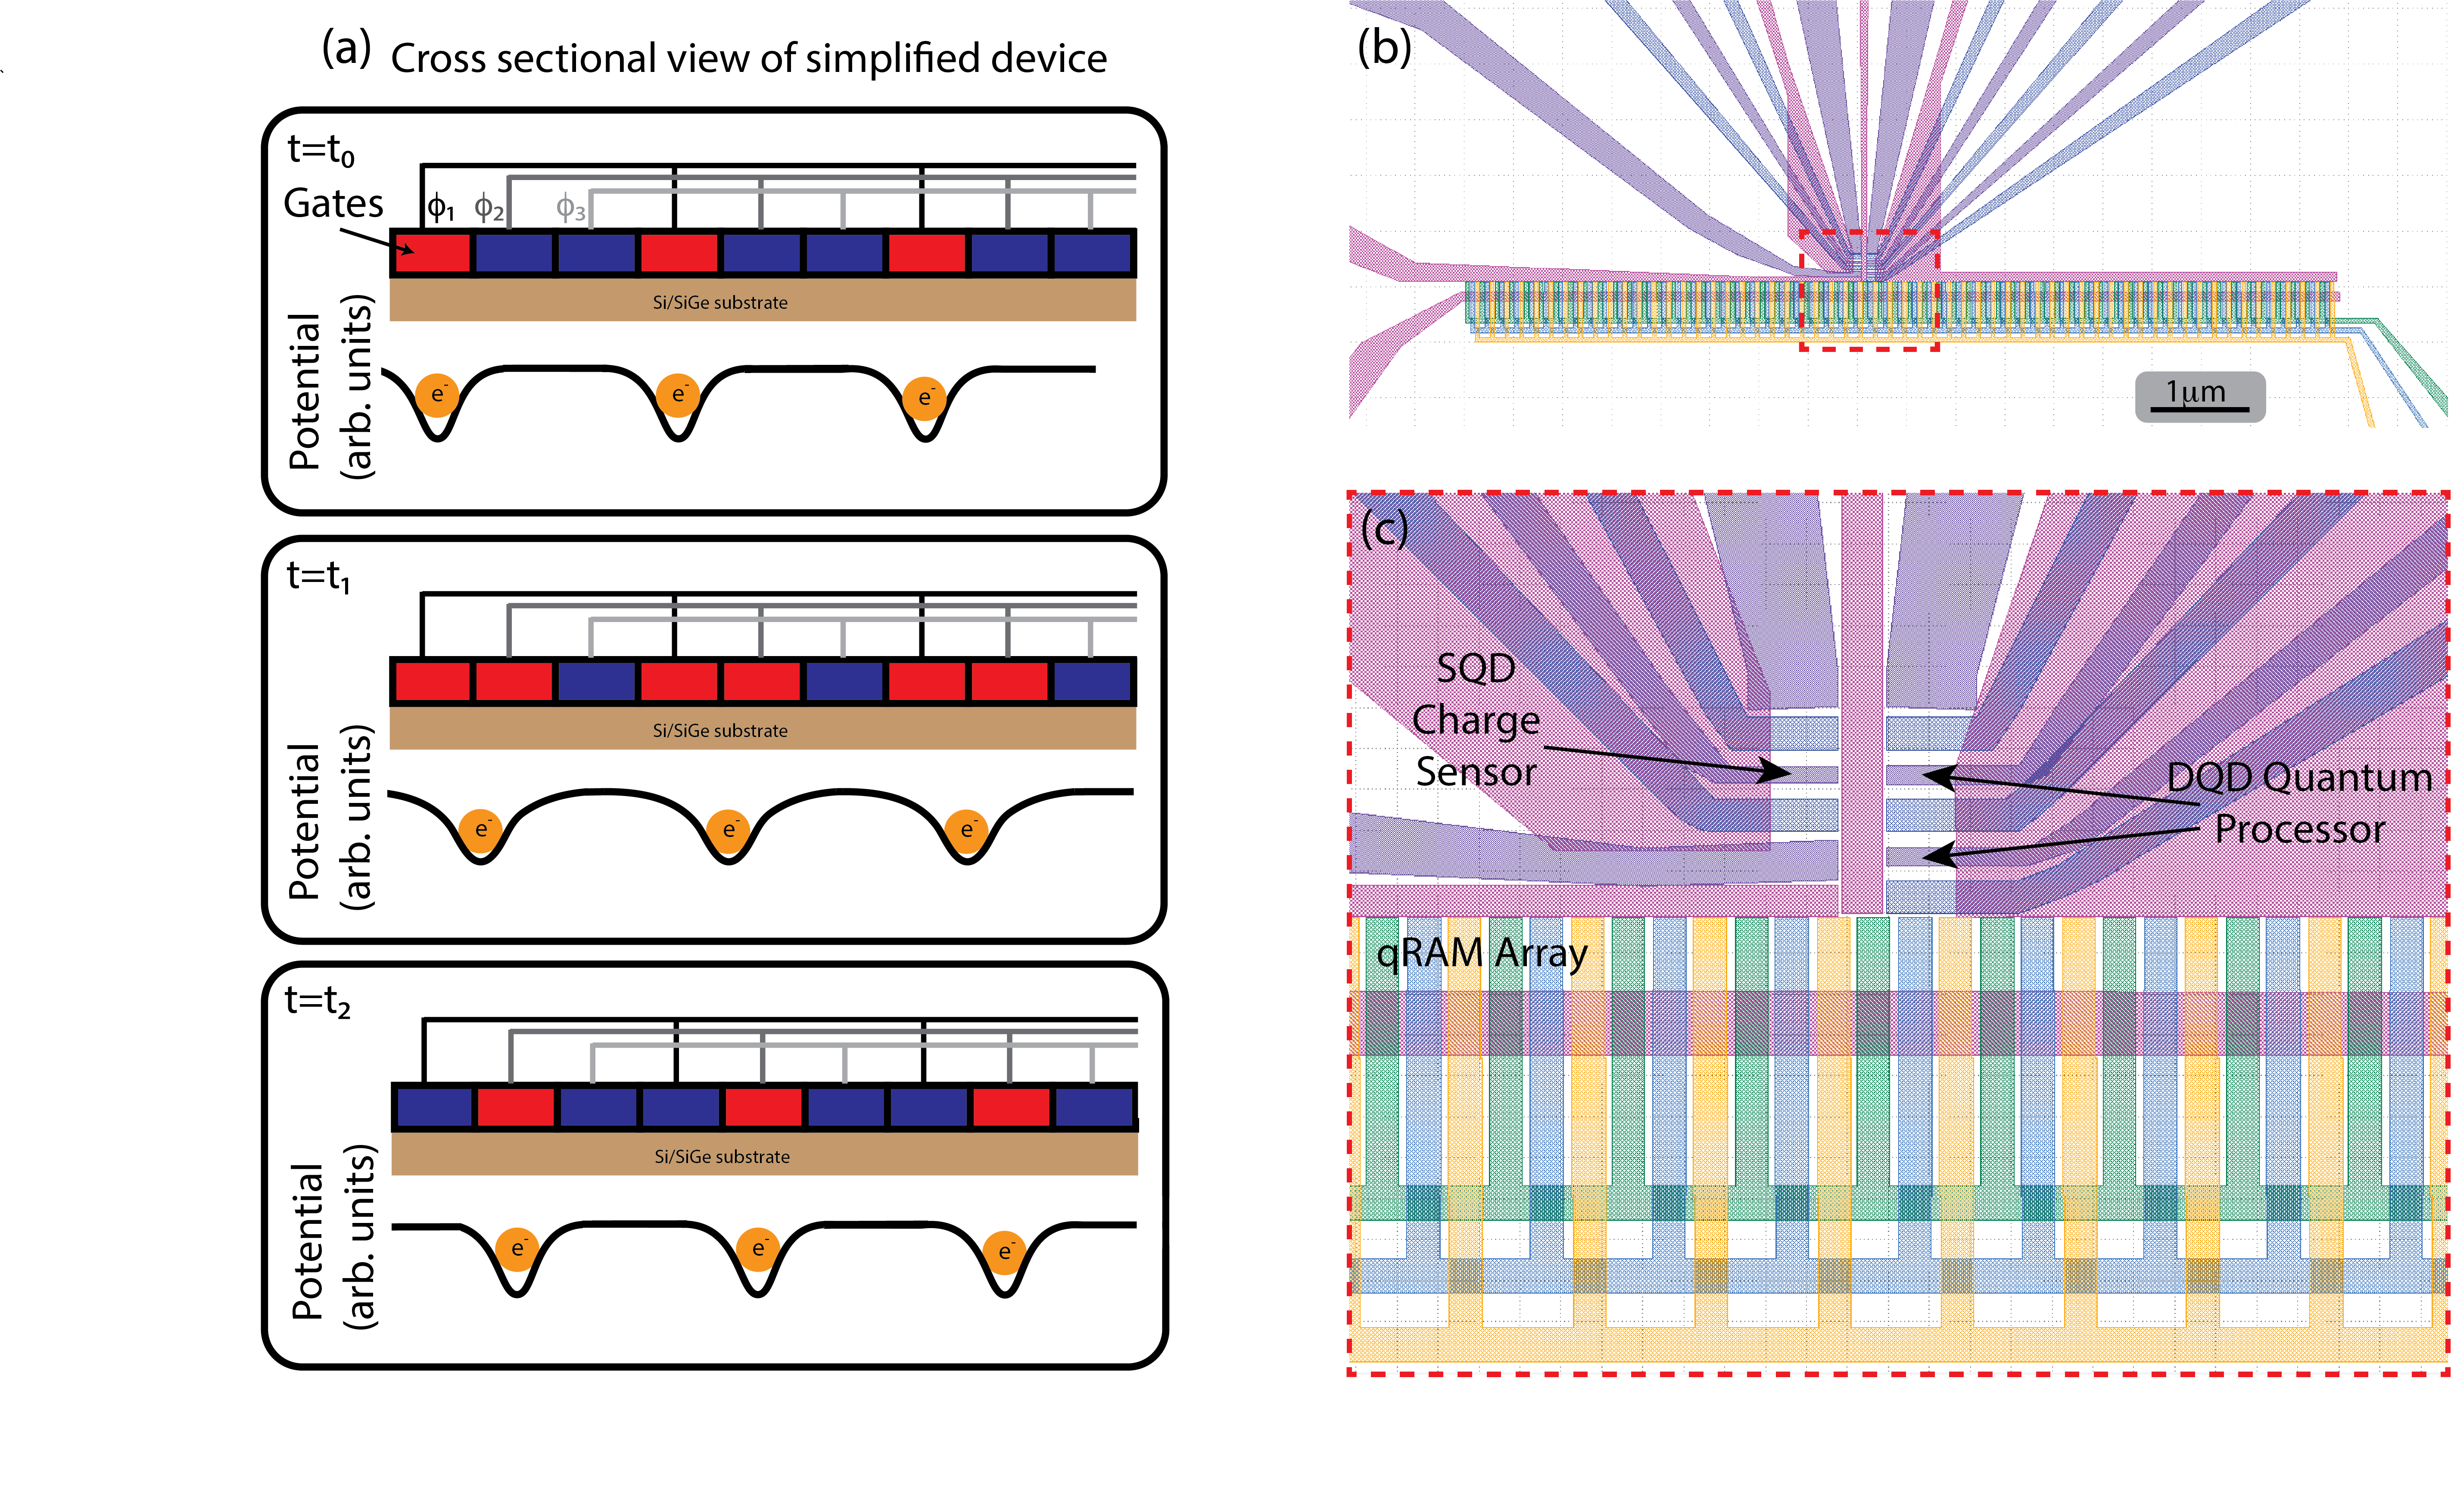 (a) Cross sectional view of simplified device
t=t₀
Gates
ϕ₁
ϕ₂
ϕ₃
Si/SiGe substrate
Potential
(arb. units)
e⁻
e⁻
e⁻
t=t₁
Si/SiGe substrate
Potential
(arb. units)
e⁻
e⁻
e⁻
t=t₂
Si/SiGe substrate
Potential
(arb. units)
e⁻
e⁻
e⁻
(b)
1μm
(c)
SQD
Charge
Sensor
DQD Quantum
Processor
qRAM Array